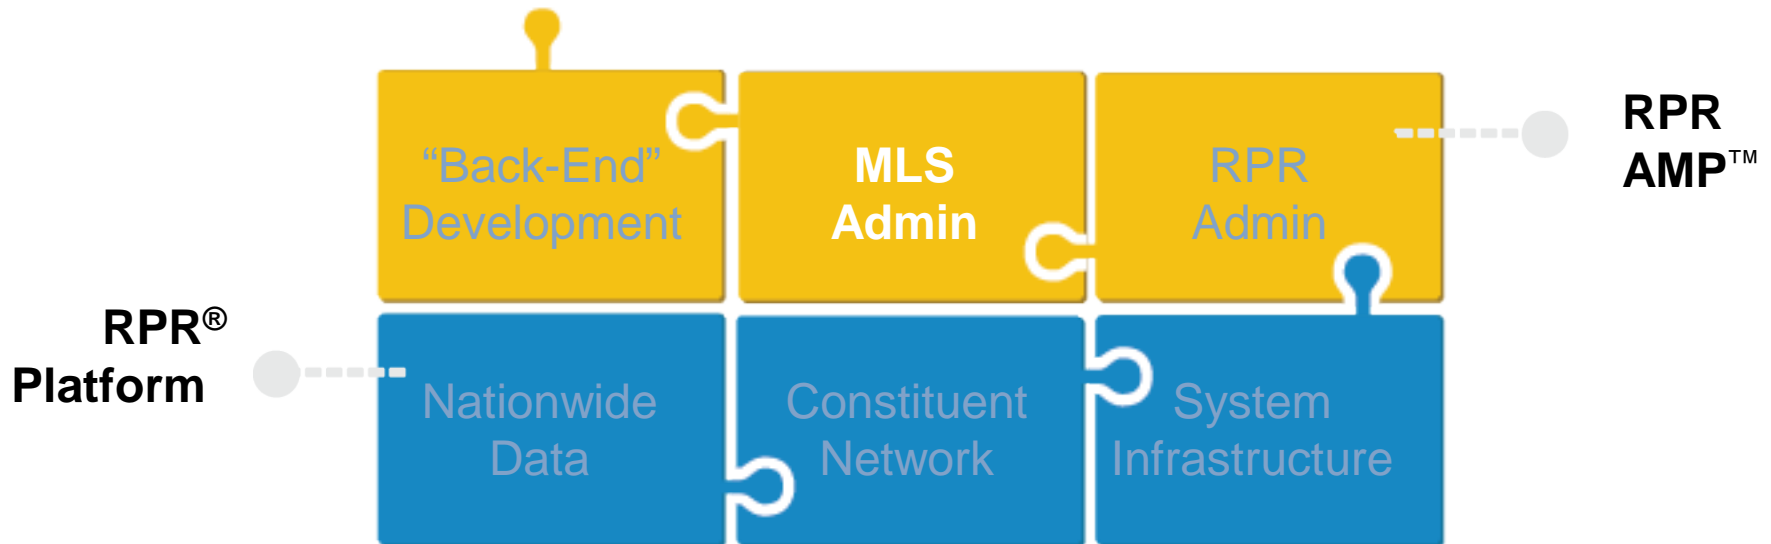 “Back-End”
Development
MLS
Admin
RPR
Admin
RPR
AMP™
RPR®
Platform
Nationwide
Data
Constituent
Network
System
Infrastructure